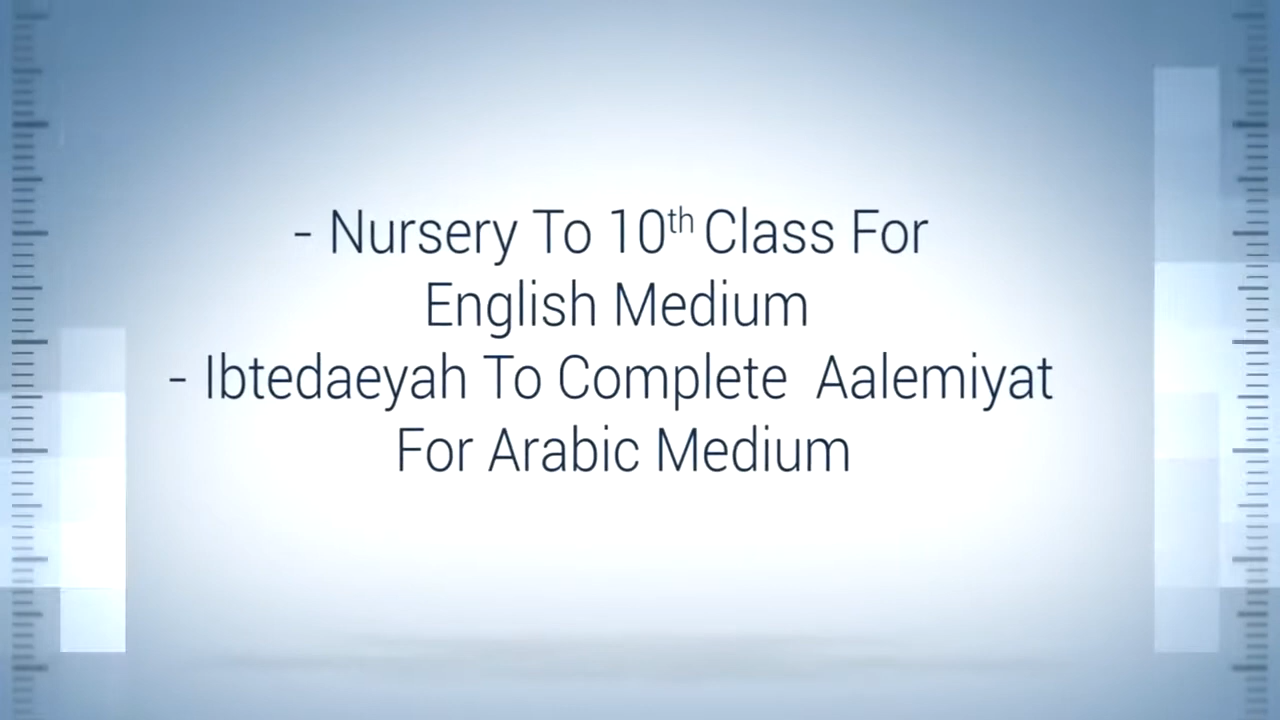 - Nursery To 10th Class For
English Medium
- Ibtedaeyah To Complete  Aalemiyat
For Arabic Medium